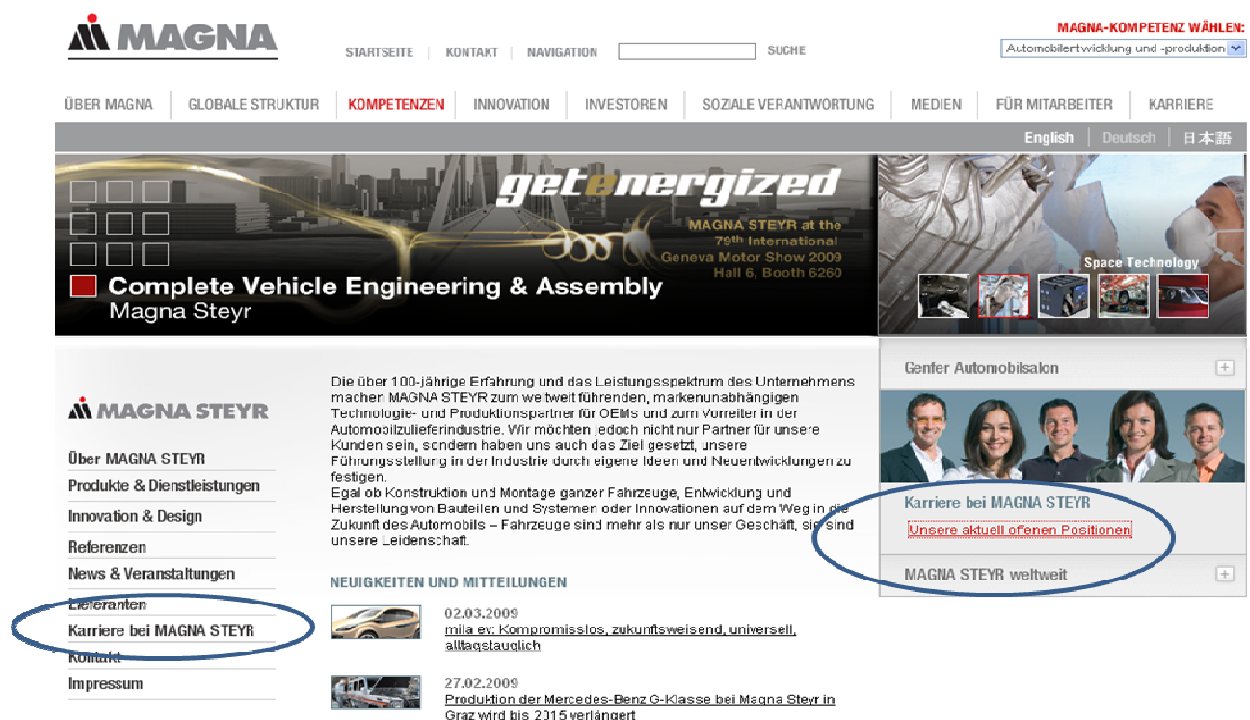 MAGNA
MAGNA-KOMPETENZ WÄHLEN:
STARTSEITE | KONTAKT | NAVIGATION SUCHE
Automobilentwicklung und -produktion
ÜBER MAGNA GLOBALE STRUKTUR KOMPETENZEN INNOVATION INVESTOREN SOZIALE VERANTWORTUNG MEDIEN FÜR MITARBEITER KARRIERE
English | Deutsch | 日本語
getenergized
MAGNA STEYR at the
79th International
Geneva Motor Show 2009
Hall 6, Booth 6260
Complete Vehicle Engineering & Assembly
Magna Steyr
Space Technology
MAGNA STEYR
Über MAGNA STEYR
Produkte & Dienstleistungen
Innovation & Design
Referenzen
News & Veranstaltungen
Lieferanten
Karriere bei MAGNA STEYR
Kontakt
Impressum
Die über 100-jährige Erfahrung und das Leistungsspektrum des Unternehmens
machen MAGNA STEYR zum weltweit führenden, markenunabhängigen
Technologie- und Produktionspartner für OEMs und zum Vorreiter in der
Automobilzulieferindustrie. Wir möchten jedoch nicht nur Partner für unsere
Kunden sein, sondern haben uns auch das Ziel gesetzt, unsere
Führungsstellung in der Industrie durch eigene Ideen und Neuentwicklungen zu
festigen.
Egal ob Konstruktion und Montage ganzer Fahrzeuge, Entwicklung und
Herstellung von Bauteilen und Systemen oder Innovationen auf dem Weg in die
Zukunft des Automobils – Fahrzeuge sind mehr als nur unser Geschäft, sie sind
unsere Leidenschaft.
NEUIGKEITEN UND MITTEILUNGEN
02.03.2009
mila ev: Kompromisslos, zukunftsweisend, universell,
alltagstauglich
27.02.2009
Produktion der Mercedes-Benz G-Klasse bei Magna Steyr in
Graz wird bis 2015 verlängert
Genfer Automobilsalon
Karriere bei MAGNA STEYR
Unsere aktuell offenen Positionen
MAGNA STEYR weltweit